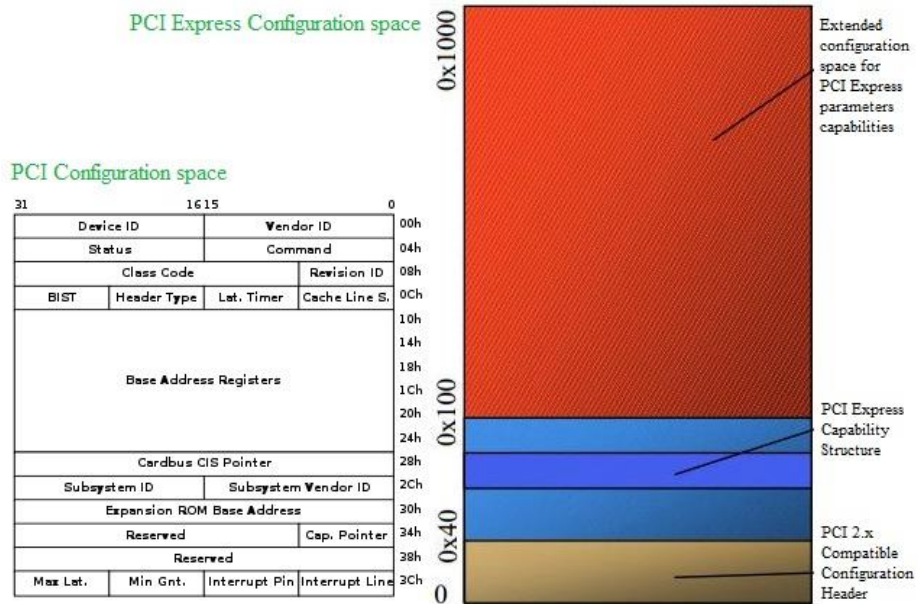 PCI Express Configuration space
0x1000
Extended
configuration
space for
PCI Express
parameters
capabilities
PCI Configuration space
31 16 15 0
Device ID Vendor ID 00h
Status Command 04h
Class Code Revision ID 08h
BIST Header Type Lat. Timer Cache Line S. 0Ch
10h
14h
18h
Base Address Registers
1Ch
20h
24h
Cardbus CIS Pointer 28h
Subsystem ID Subsystem Vendor ID 2Ch
Expansion ROM Base Address 30h
Reserved Cap. Pointer 34h
Reserved 38h
Max Lat. Min Gnt. Interrupt Pin Interrupt Line 3Ch
0x100
PCI Express
Capability
Structure
0x40
PCI 2.x
Compatible
Configuration
Header
0